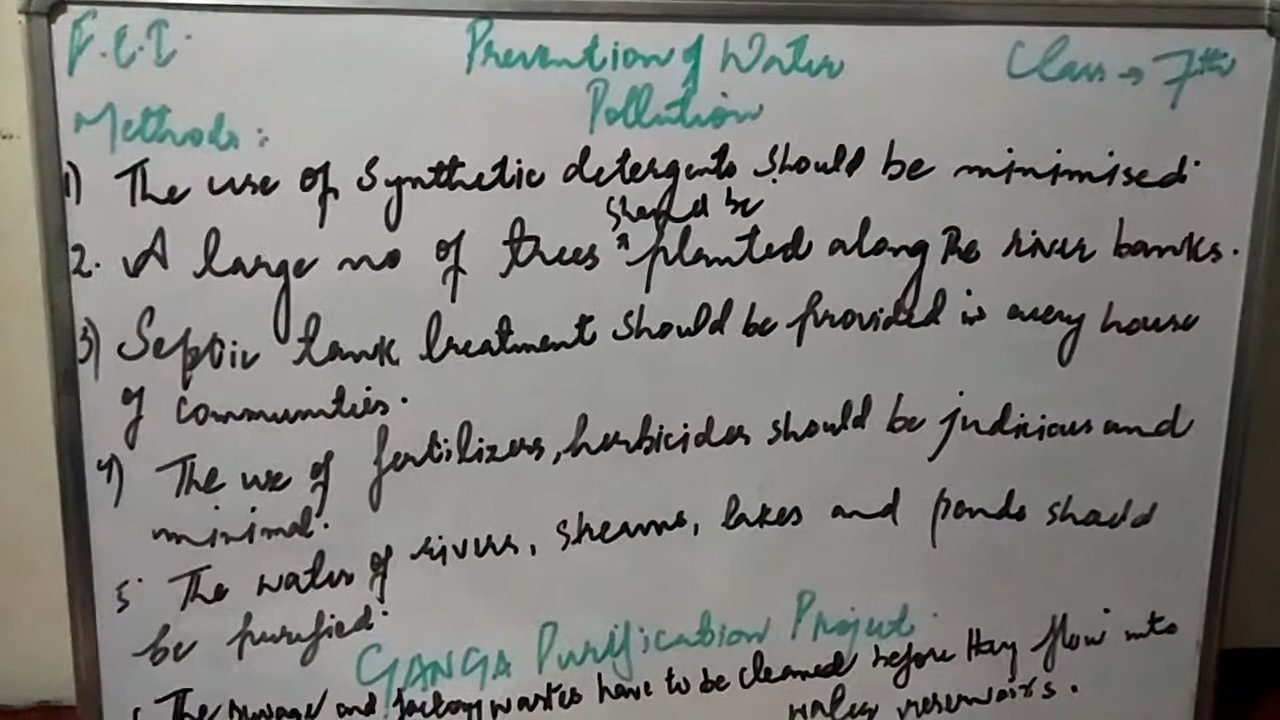 F.C.I. Prevention of Water Class → 7th
Pollution
Methods:
1) The use of Synthetic detergents should be minimised.
should be
2. A large no of trees ^ planted along the river banks.
3) Septic tank treatment should be provided in every house
of communities.
4) The use of fertilizers, herbicides should be judicious and
minimal.
5. The water of rivers, streams, lakes and ponds should
be purified.
GANGA Purification Project.
The sewage and factory wastes have to be cleaned before they flow into
water reservoirs.